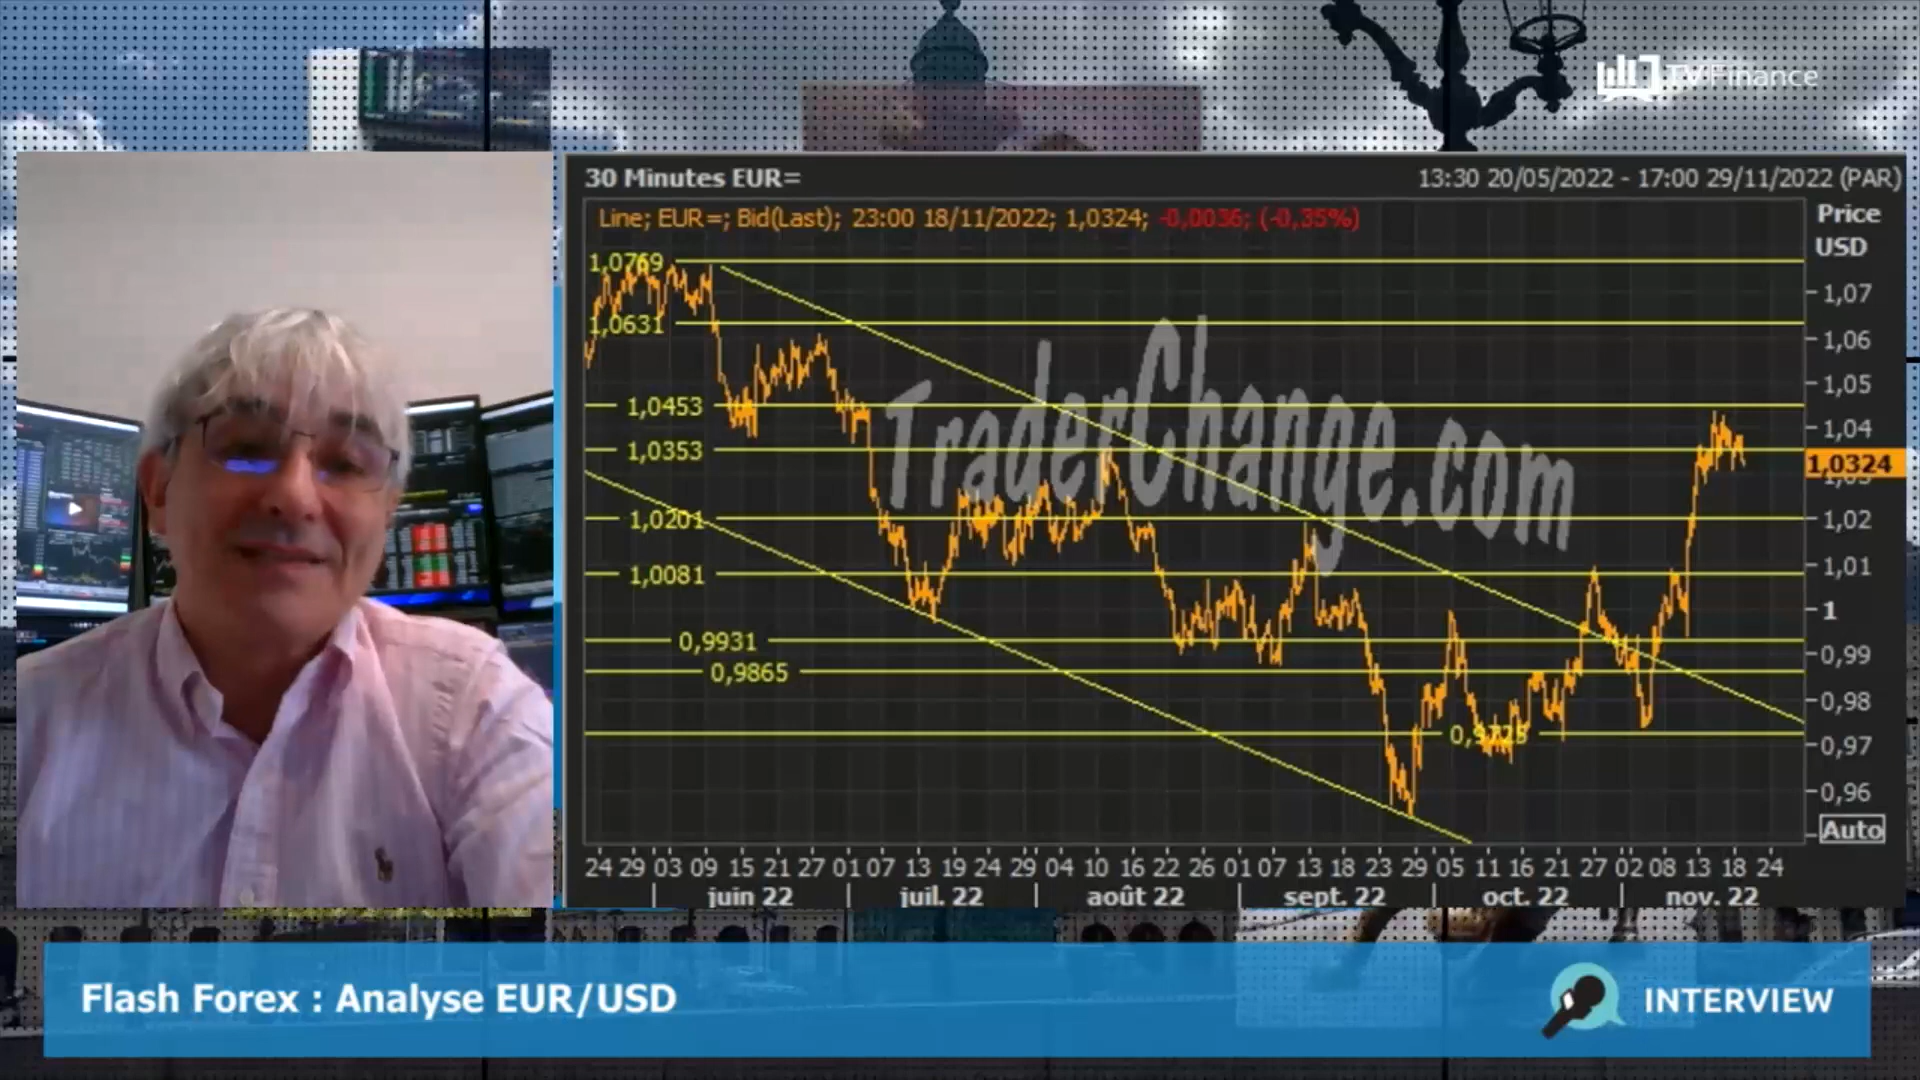 TV Finance
30 Minutes EUR=
13:30 20/05/2022 - 17:00 29/11/2022 (PAR)
Line; EUR=; Bid(Last); 23:00 18/11/2022; 1,0324; -0,0036; (-0,35%)
Price
USD
1,0769
1,0631
1,0453
1,0353
1,0201
1,0081
0,9931
0,9865
0,9725
TraderChange.com
1,07
1,06
1,05
1,04
1,0324
1,03
1,02
1,01
1
0,99
0,98
0,97
0,96
Auto
24 29 03 09 15 21 27 01 07 13 19 24 29 04 10 16 22 26 01 07 13 18 23 29 05 11 16 21 27 02 08 13 18 24
juin 22 juil. 22 août 22 sept. 22 oct. 22 nov. 22
Flash Forex : Analyse EUR/USD
INTERVIEW